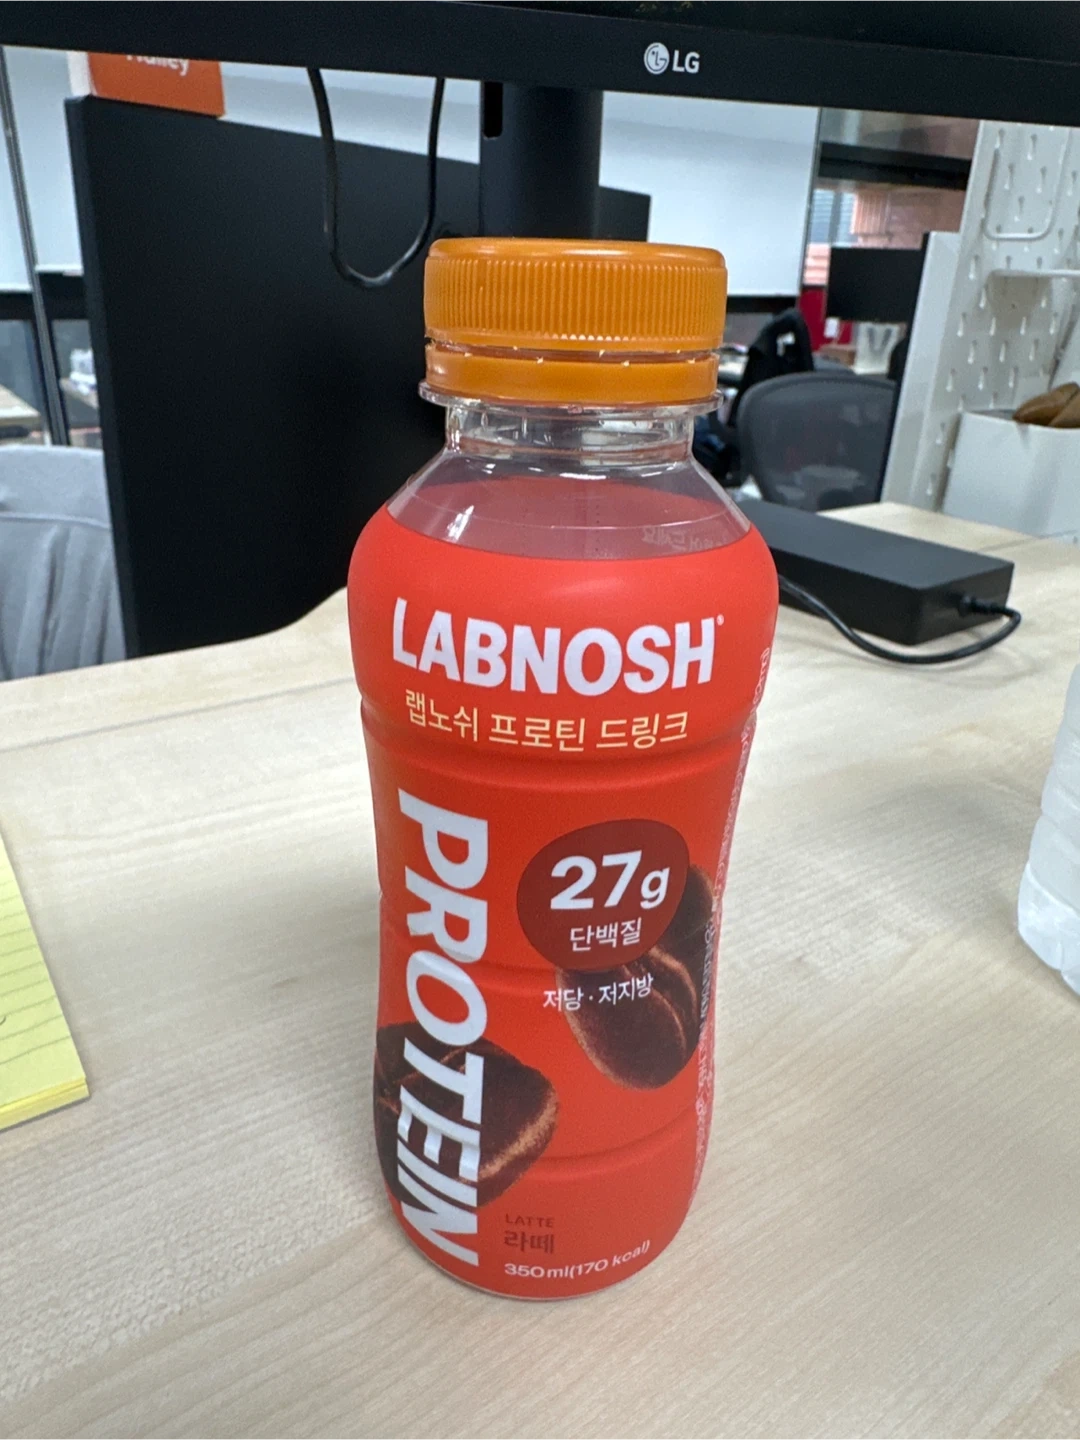 LG
LABNOSH®
랩노쉬 프로틴 드링크
PROTEIN
27g
단백질
저당·저지방
LATTE
라떼
350ml(170 kcal)